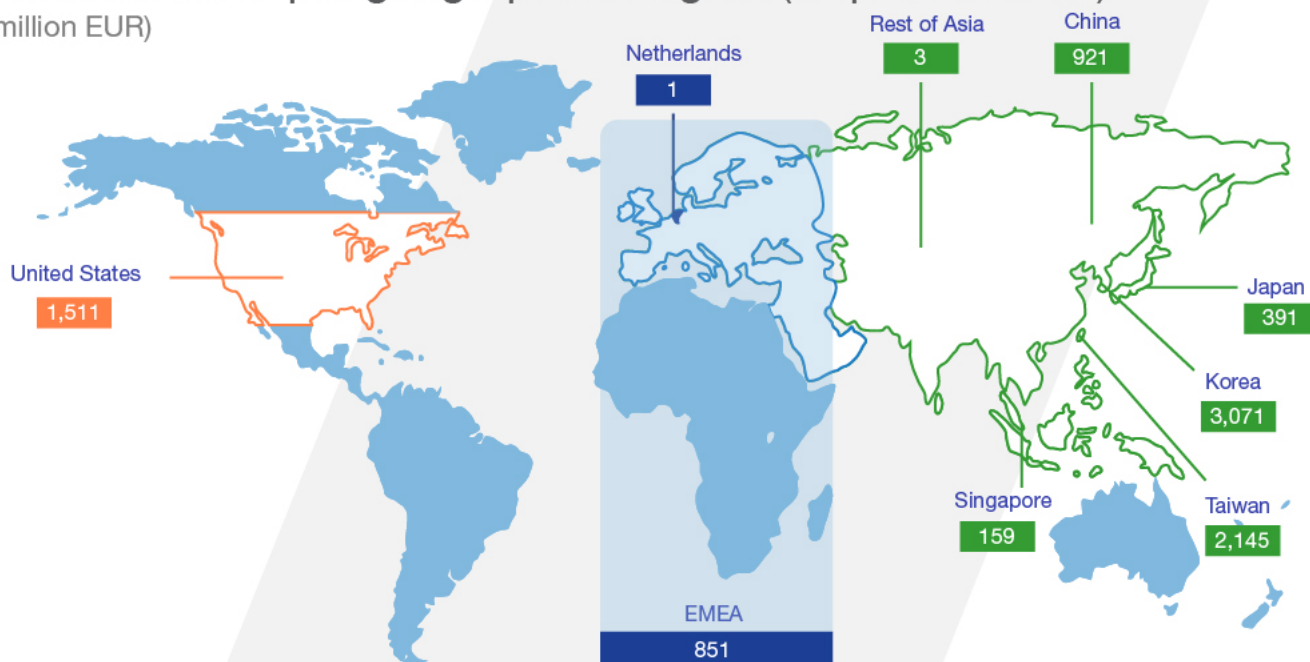 million EUR)
Rest of Asia
3
China
921
Netherlands
1
United States
1,511
Japan
391
Korea
3,071
Singapore
159
Taiwan
2,145
EMEA
851